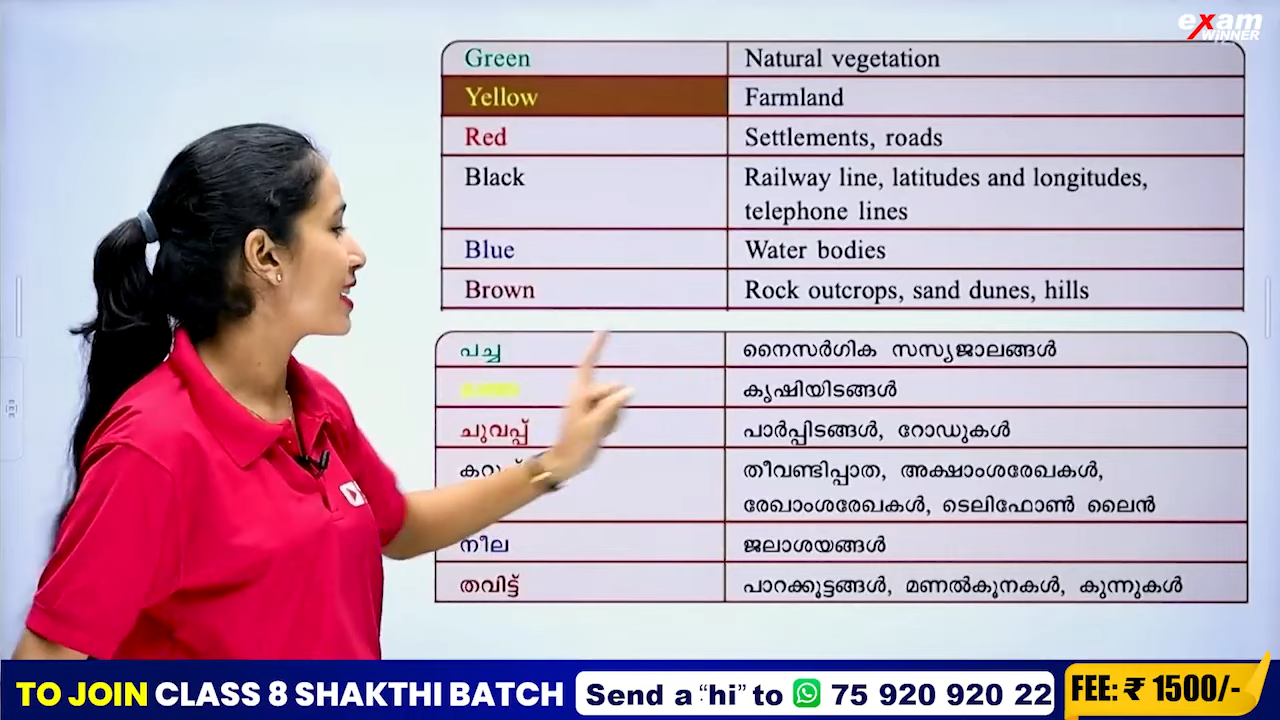 exam
WINNER
Green Natural vegetation
Yellow Farmland
Red Settlements, roads
Black Railway line, latitudes and longitudes,
telephone lines
Blue Water bodies
Brown Rock outcrops, sand dunes, hills
പച്ച നൈസർഗിക സസ്യജാലങ്ങൾ
കൃഷിയിടങ്ങൾ
ചുവപ്പ് പാർപ്പിടങ്ങൾ, റോഡുകൾ
തീവണ്ടിപ്പാത, അക്ഷാംശരേഖകൾ,
രേഖാംശരേഖകൾ, ടെലിഫോൺ ലൈൻ
നീല ജലാശയങ്ങൾ
തവിട്ട് പാറക്കൂട്ടങ്ങൾ, മണൽകൂനകൾ, കുന്നുകൾ
TO JOIN CLASS 8 SHAKTHI BATCH Send a “hi” to 75 920 920 22 FEE: ₹ 1500/-